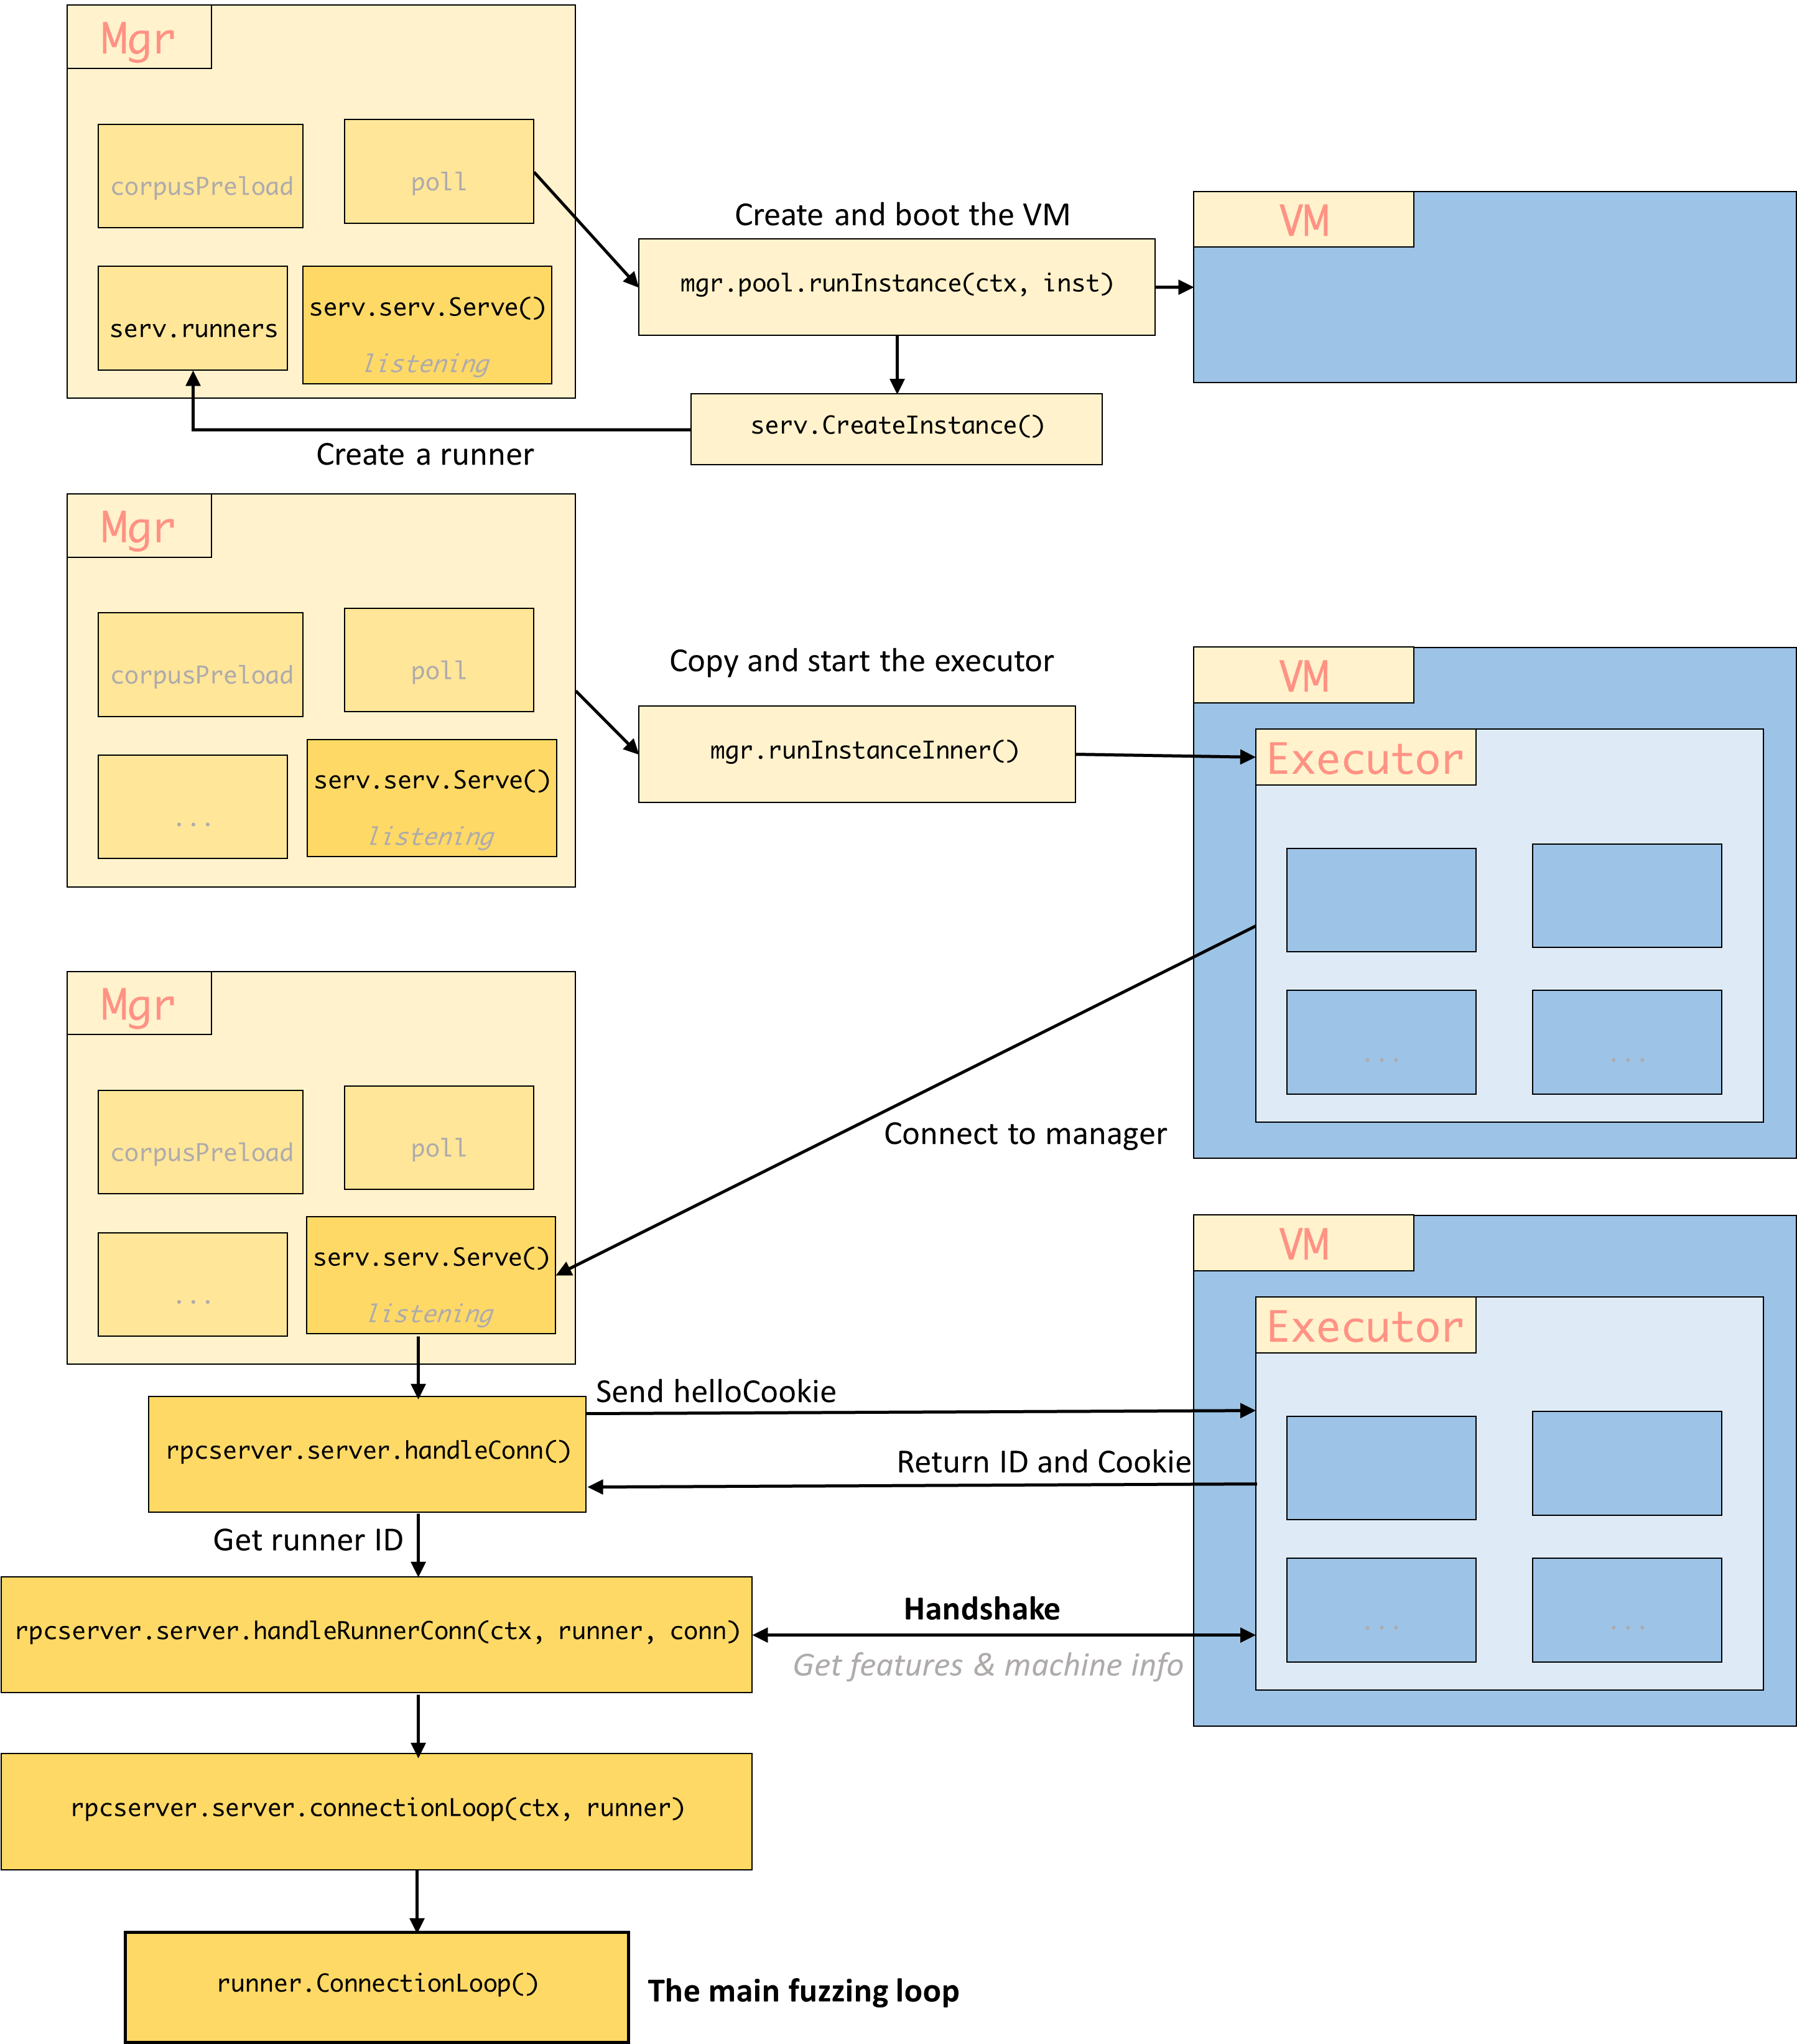 Mgr
corpusPreload
poll
Create and boot the VM
VM
mgr.pool.runInstance(ctx, inst)
serv.runners
serv.serv.Serve()
listening
serv.CreateInstance()
Create a runner
Mgr
corpusPreload
poll
Copy and start the executor
VM
mgr.runInstanceInner()
Executor
...
serv.serv.Serve()
listening
...
...
Mgr
corpusPreload
poll
Connect to manager
...
serv.serv.Serve()
listening
VM
Executor
Send helloCookie
rpcserver.server.handleConn()
Return ID and Cookie
Get runner ID
rpcserver.server.handleRunnerConn(ctx, runner, conn)
Handshake
Get features & machine info
...
...
rpcserver.server.connectionLoop(ctx, runner)
runner.ConnectionLoop()
The main fuzzing loop